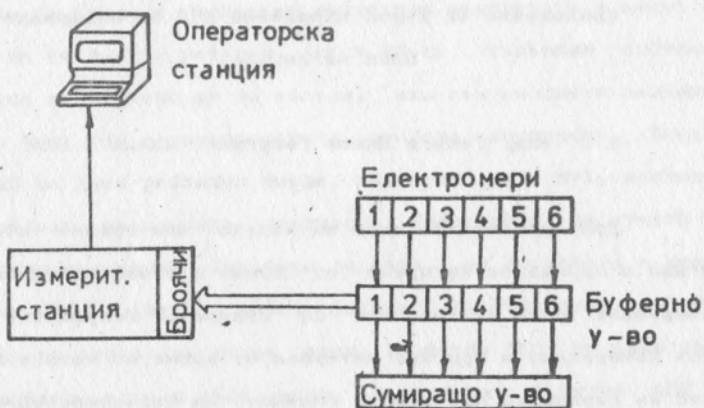 Операторска
станция
Електромери
1 2 3 4 5 6
Измерит.
станция
Броячи
1 2 3 4 5 6
Буферно
у-во
Сумиращо у-во